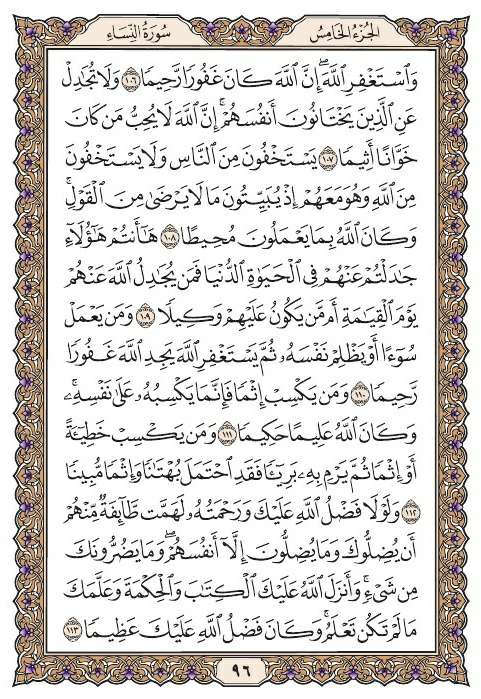 الجزء الخامس
سورة النساء
وَٱسْتَغْفِرِ ٱللَّهَۖ إِنَّ ٱللَّهَ كَانَ غَفُورًا رَّحِيمًا ١٠٦ وَلَا تُجَٰدِلْ
عَنِ ٱلَّذِينَ يَخْتَانُونَ أَنفُسَهُمْۚ إِنَّ ٱللَّهَ لَا يُحِبُّ مَن كَانَ
خَوَّانًا أَثِيمًا ١٠٧ يَسْتَخْفُونَ مِنَ ٱلنَّاسِ وَلَا يَسْتَخْفُونَ
مِنَ ٱللَّهِ وَهُوَ مَعَهُمْ إِذْ يُبَيِّتُونَ مَا لَا يَرْضَىٰ مِنَ ٱلْقَوْلِۚ
وَكَانَ ٱللَّهُ بِمَا يَعْمَلُونَ مُحِيطًا ١٠٨ هَٰٓأَنتُمْ هَٰٓؤُلَآءِ
جَٰدَلْتُمْ عَنْهُمْ فِى ٱلْحَيَوٰةِ ٱلدُّنْيَا فَمَن يُجَٰدِلُ ٱللَّهَ عَنْهُمْ
يَوْمَ ٱلْقِيَٰمَةِ أَم مَّن يَكُونُ عَلَيْهِمْ وَكِيلًا ١٠٩ وَمَن يَعْمَلْ
سُوٓءًا أَوْ يَظْلِمْ نَفْسَهُۥ ثُمَّ يَسْتَغْفِرِ ٱللَّهَ يَجِدِ ٱللَّهَ غَفُورًا
رَّحِيمًا ١١٠ وَمَن يَكْسِبْ إِثْمًا فَإِنَّمَا يَكْسِبُهُۥ عَلَىٰ نَفْسِهِۦۚ
وَكَانَ ٱللَّهُ عَلِيمًا حَكِيمًا ١١١ وَمَن يَكْسِبْ خَطِيٓـَٔةً
أَوْ إِثْمًا ثُمَّ يَرْمِ بِهِۦ بَرِيٓـًٔا فَقَدِ ٱحْتَمَلَ بُهْتَٰنًا وَإِثْمًا مُّبِينًا
١١٢ وَلَوْلَا فَضْلُ ٱللَّهِ عَلَيْكَ وَرَحْمَتُهُۥ لَهَمَّت طَّآئِفَةٌ مِّنْهُمْ
أَن يُضِلُّوكَ وَمَا يُضِلُّونَ إِلَّآ أَنفُسَهُمْۖ وَمَا يَضُرُّونَكَ
مِن شَىْءٍۚ وَأَنزَلَ ٱللَّهُ عَلَيْكَ ٱلْكِتَٰبَ وَٱلْحِكْمَةَ وَعَلَّمَكَ
مَا لَمْ تَكُن تَعْلَمُۚ وَكَانَ فَضْلُ ٱللَّهِ عَلَيْكَ عَظِيمًا ١١٣
٩٦